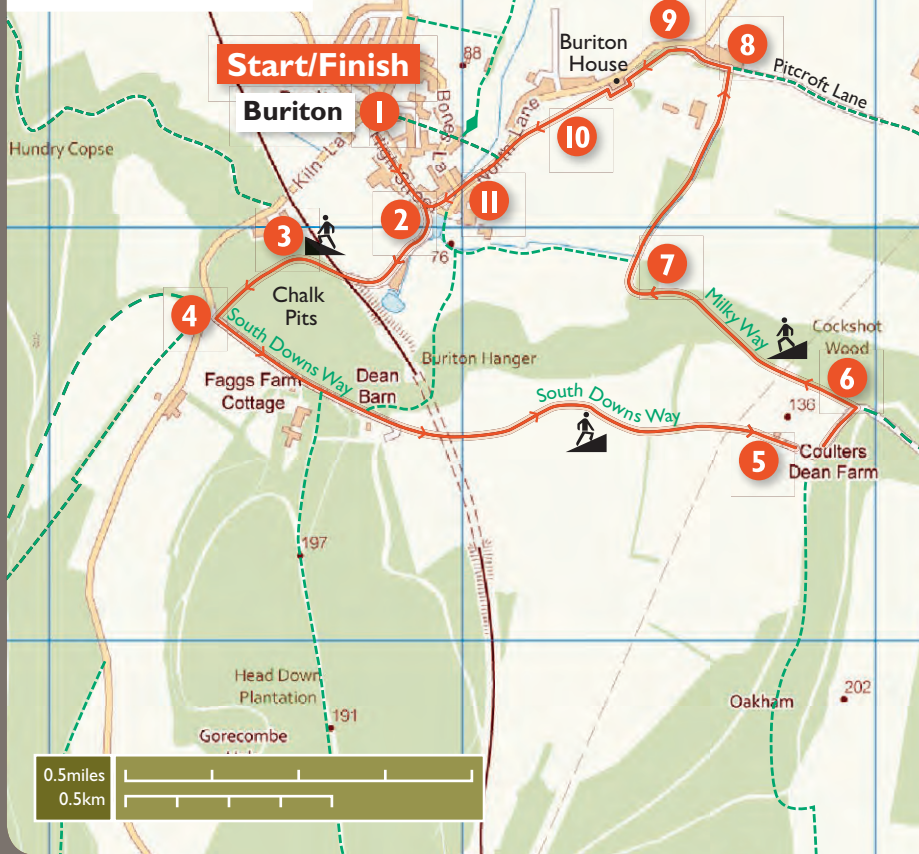 Start/Finish
Buriton
1
88
9
8
Buriton
House
Pitcroft Lane
10
Hundry Copse
Kiln La
High Street
Bones La
North Lane
11
2
3
76
7
Chalk
Pits
4
South Downs Way
Milky Way
Cockshot
Wood
Buriton Hanger
Faggs Farm
Cottage
Dean
Barn
6
South Downs Way
136
5
Coulters
Dean Farm
197
Head Down
Plantation
191
Gorecombe
Oakham
202
0.5miles
0.5km